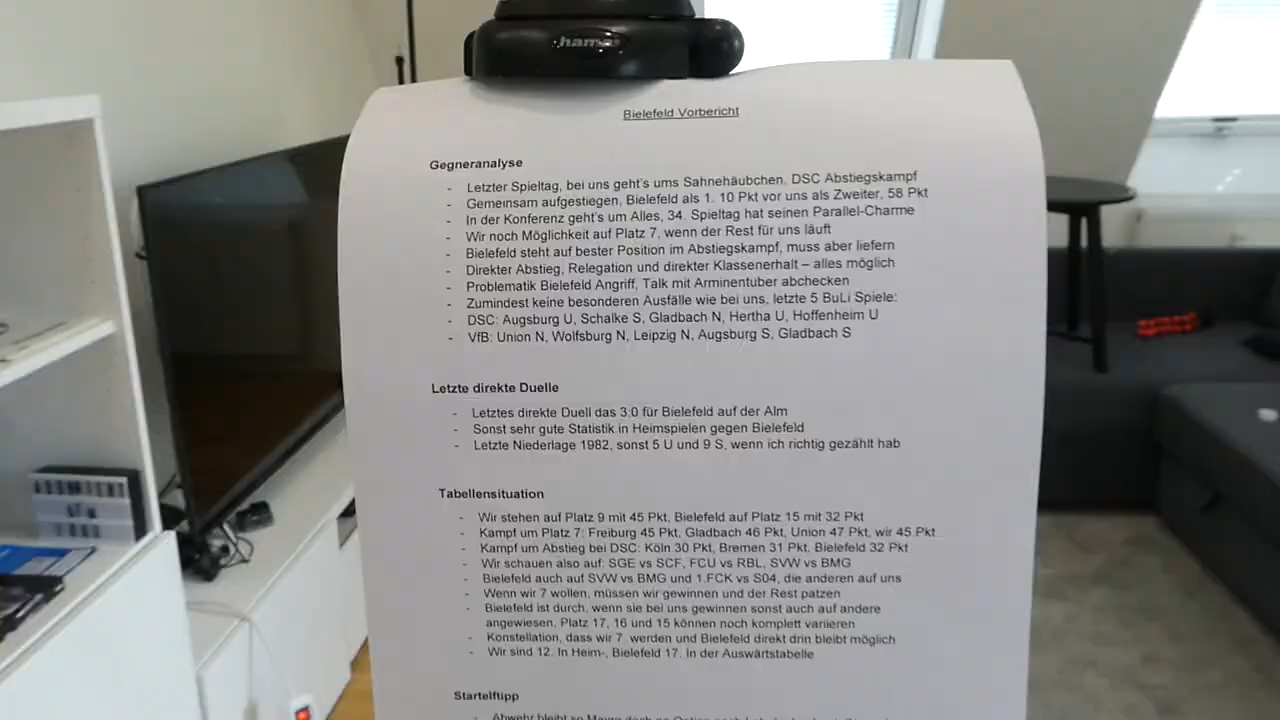 hama
Bielefeld Vorbericht
Gegneranalyse
- Letzter Spieltag, bei uns geht's ums Sahnehäubchen, DSC Abstiegskampf
- Gemeinsam aufgestiegen, Bielefeld als 1. 10 Pkt vor uns als Zweiter, 58 Pkt
- In der Konferenz geht's um Alles, 34. Spieltag hat seinen Parallel-Charme
- Wir noch Möglichkeit auf Platz 7, wenn der Rest für uns läuft
- Bielefeld steht auf bester Position im Abstiegskampf, muss aber liefern
- Direkter Abstieg, Relegation und direkter Klassenerhalt – alles möglich
- Problematik Bielefeld Angriff, Talk mit Arminentuber abchecken
- Zumindest keine besonderen Ausfälle wie bei uns, letzte 5 BuLi Spiele:
- DSC: Augsburg U, Schalke S, Gladbach N, Hertha U, Hoffenheim U
- VfB: Union N, Wolfsburg N, Leipzig N, Augsburg S, Gladbach S
Letzte direkte Duelle
- Letztes direkte Duell das 3:0 für Bielefeld auf der Alm
- Sonst sehr gute Statistik in Heimspielen gegen Bielefeld
- Letzte Niederlage 1982, sonst 5 U und 9 S, wenn ich richtig gezählt hab
Tabellensituation
- Wir stehen auf Platz 9 mit 45 Pkt, Bielefeld auf Platz 15 mit 32 Pkt
- Kampf um Platz 7: Freiburg 45 Pkt, Gladbach 46 Pkt, Union 47 Pkt, wir 45 Pkt
- Kampf um Abstieg bei DSC: Köln 30 Pkt, Bremen 31 Pkt, Bielefeld 32 Pkt
- Wir schauen also auf: SGE vs SCF, FCU vs RBL, SVW vs BMG
- Bielefeld auch auf SVW vs BMG und 1.FCK vs S04, die anderen auf uns
- Wenn wir 7 wollen, müssen wir gewinnen und der Rest patzen
- Bielefeld ist durch, wenn sie bei uns gewinnen sonst auch auf andere
angewiesen, Platz 17, 16 und 15 können noch komplett variieren
- Konstellation, dass wir 7. werden und Bielefeld direkt drin bleibt möglich
- Wir sind 12. In Heim-, Bielefeld 17. In der Auswärtstabelle
Startelftipp
- Abwehr bleibt so